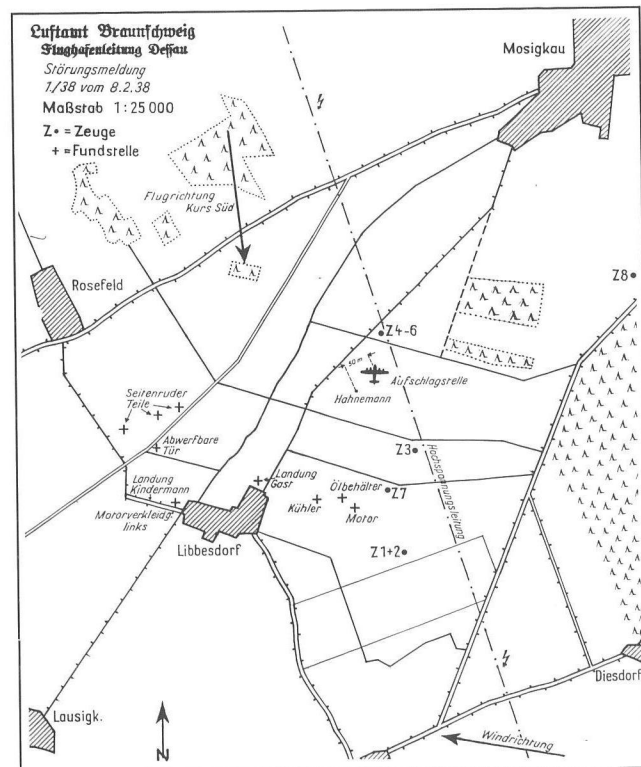 Luftamt Braunschweig
Flughafenleitung Dessau
Störungsmeldung
1./38 vom 8.2.38
Maßstab 1:25 000
Z• = Zeuge
+ = Fundstelle
Mosigkau
Flugrichtung
Kurs Süd
Rosefeld
Z8
Z4-6
50 m
Aufschlagstelle
Hahnemann
Seitenruder
Teile
Abwerfbare
Tür
Z3
Hochspannungsleitung
Landung
Gast
Ölbehälter
Z7
Landung
Kindermann
Kühler
Motor
Motorverkleidg.
links
Libbesdorf
Z1+2
Diesdorf
Lausigk.
N
Windrichtung